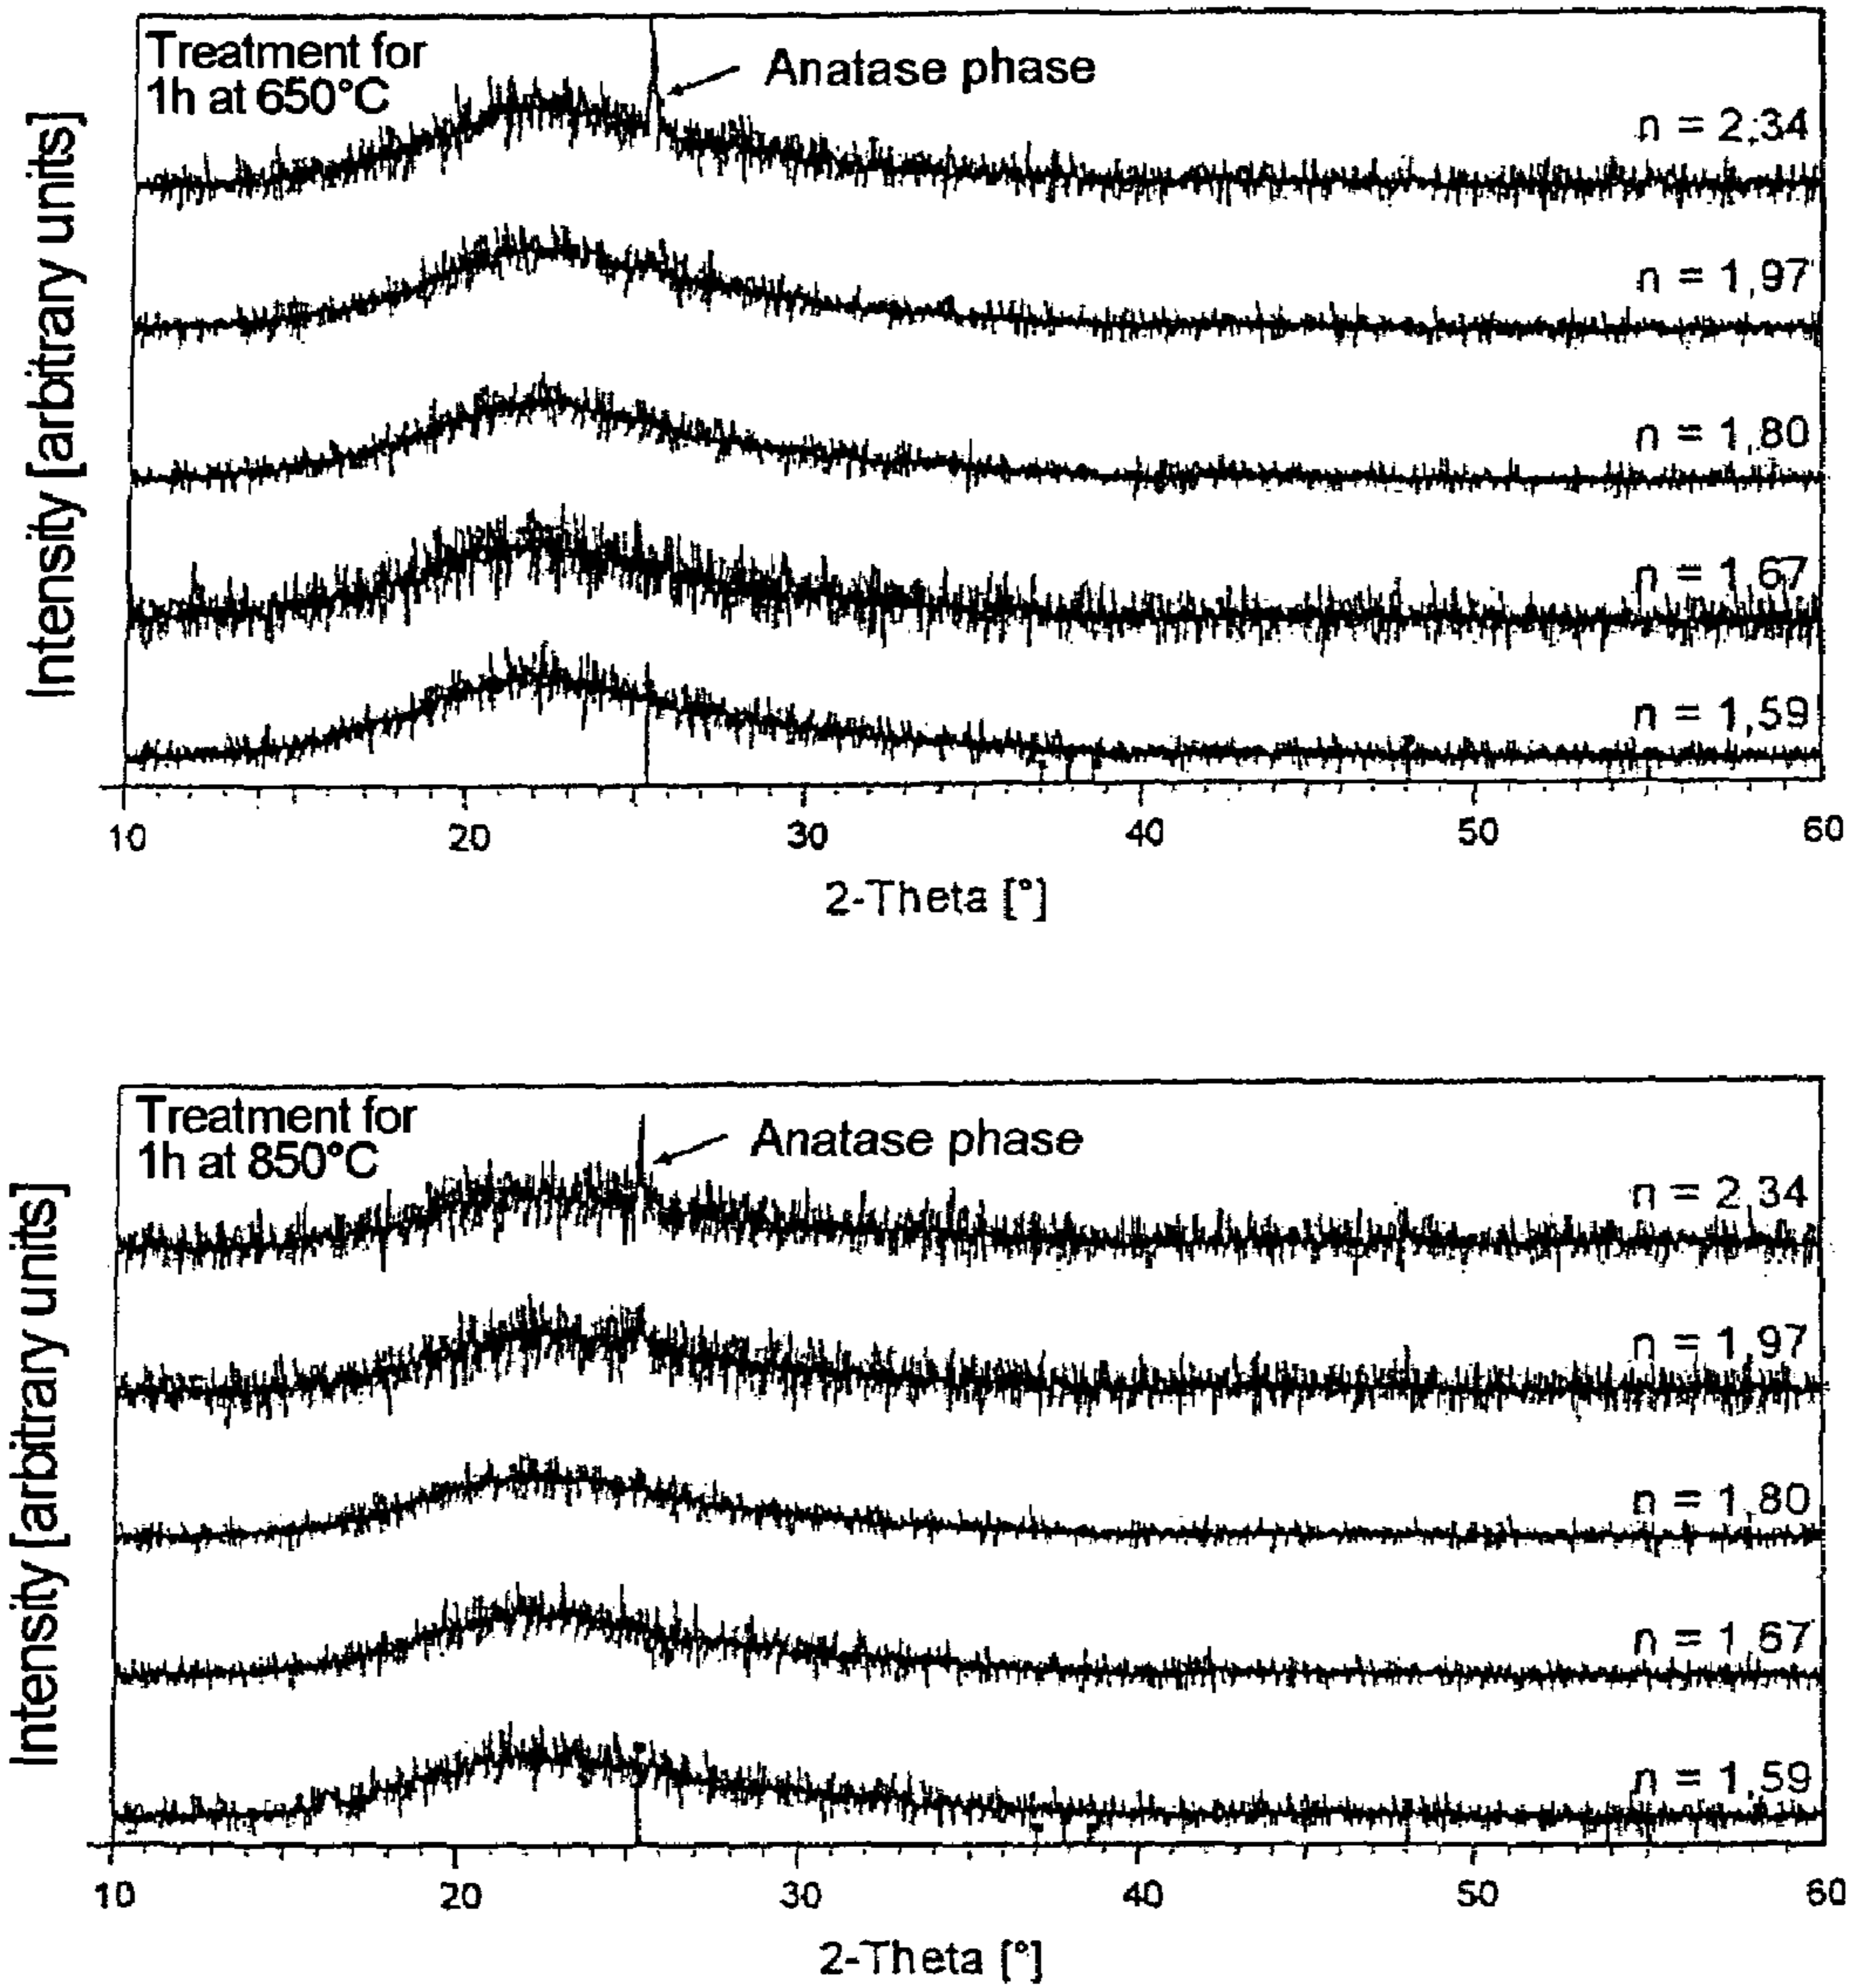 Treatment for
1h at 650°C
Anatase phase
n = 2,34
n = 1,97
n = 1,80
n = 1,67
n = 1,59
Intensity [arbitrary units]
10 20 30 40 50 60
2-Theta [°]
Treatment for
1h at 850°C
Anatase phase
n = 2,34
n = 1,97
n = 1,80
n = 1,67
n = 1,59
Intensity [arbitrary units]
10 20 30 40 50 60
2-Theta [°]